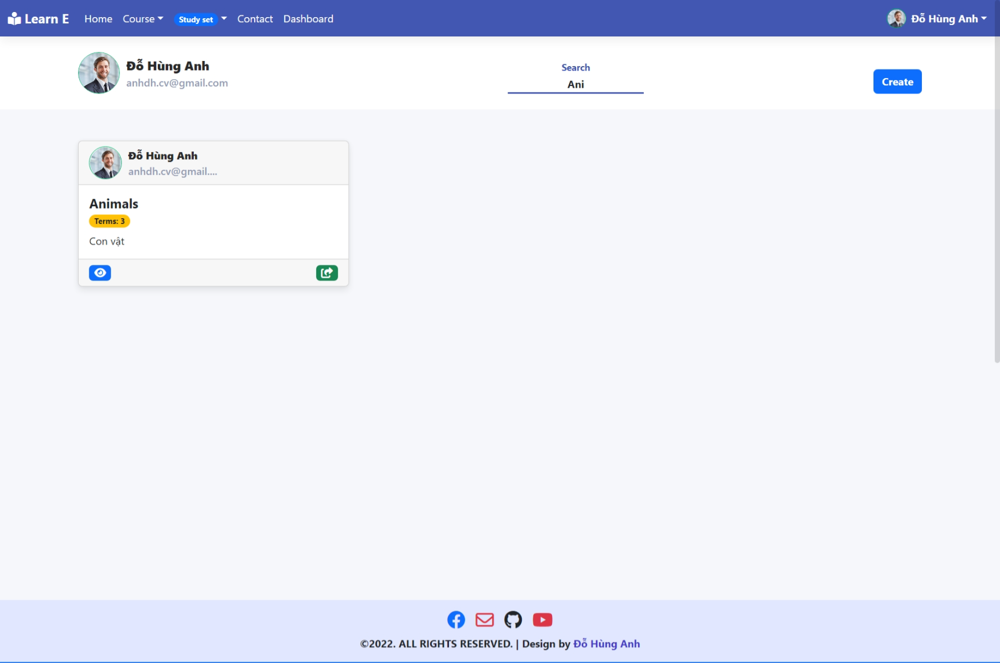 Learn E Home Course Study set Contact Dashboard Đỗ Hùng Anh
Đỗ Hùng Anh
anhdh.cv@gmail.com
Search
Ani
Create
Đỗ Hùng Anh
anhdh.cv@gmail....
Animals
Terms: 3
Con vật
©2022. ALL RIGHTS RESERVED. | Design by Đỗ Hùng Anh